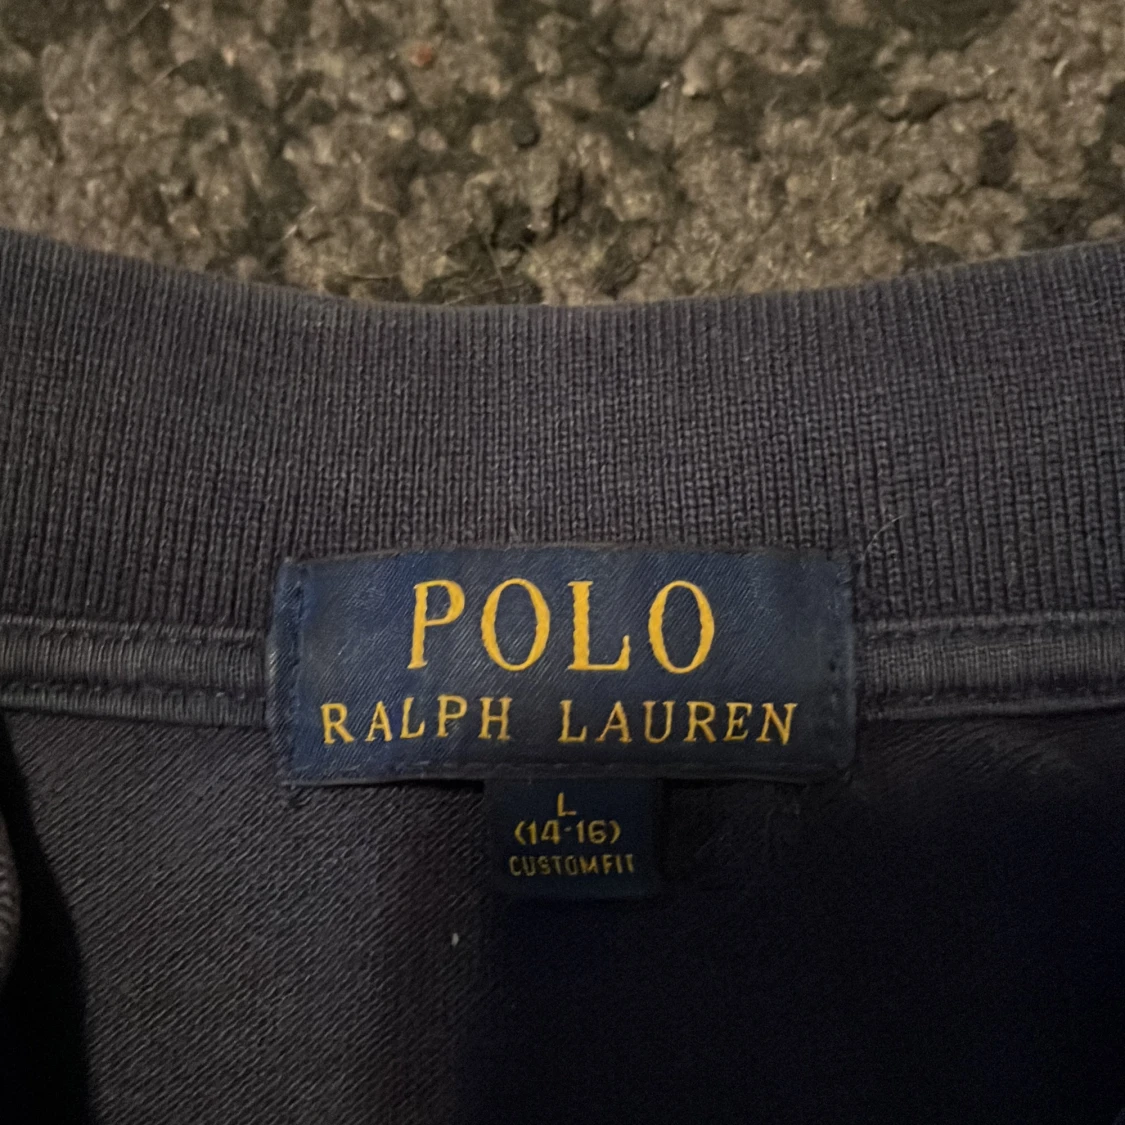 POLO
RALPH LAUREN
L
(14-16)
CUSTOM FIT